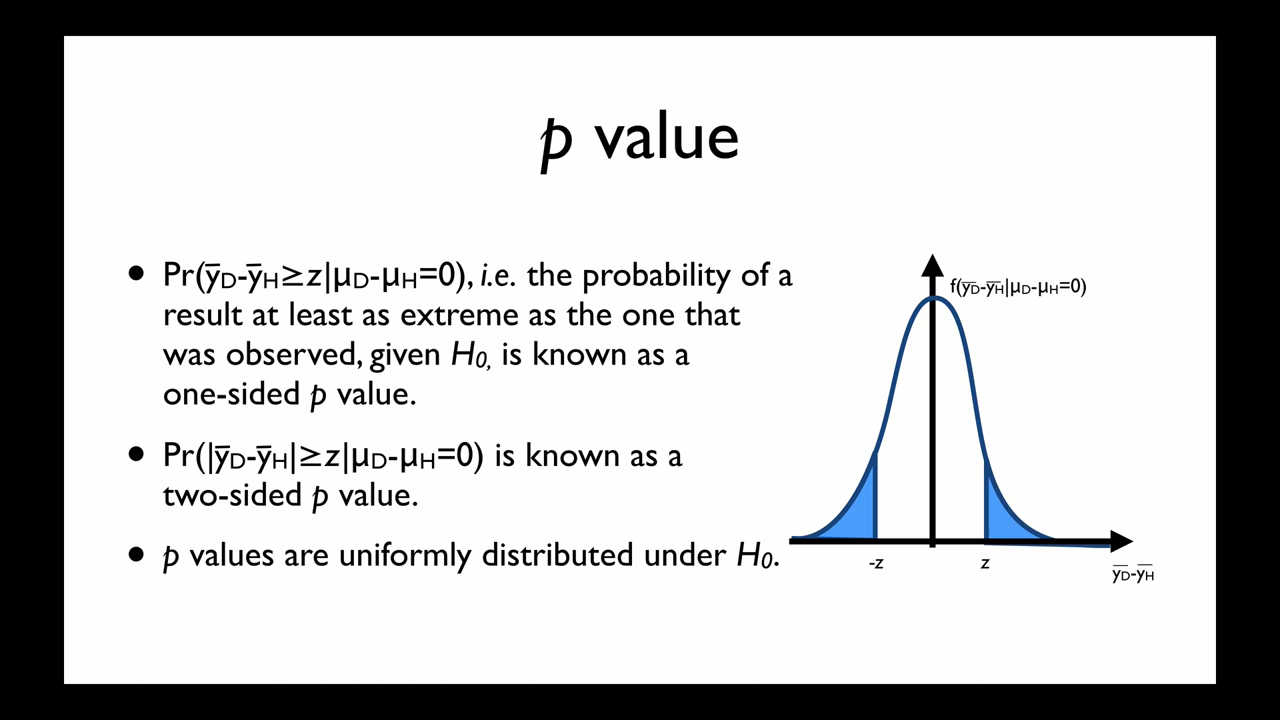 p value
• Pr(ȳD-ȳH≥z|μD-μH=0), i.e. the probability of a
result at least as extreme as the one that
was observed, given H0, is known as a
one-sided p value.
• Pr(|ȳD-ȳH|≥z|μD-μH=0) is known as a
two-sided p value.
• p values are uniformly distributed under H0.
f(ȳD-ȳH|μD-μH=0)
-z
z
ȳD-ȳH